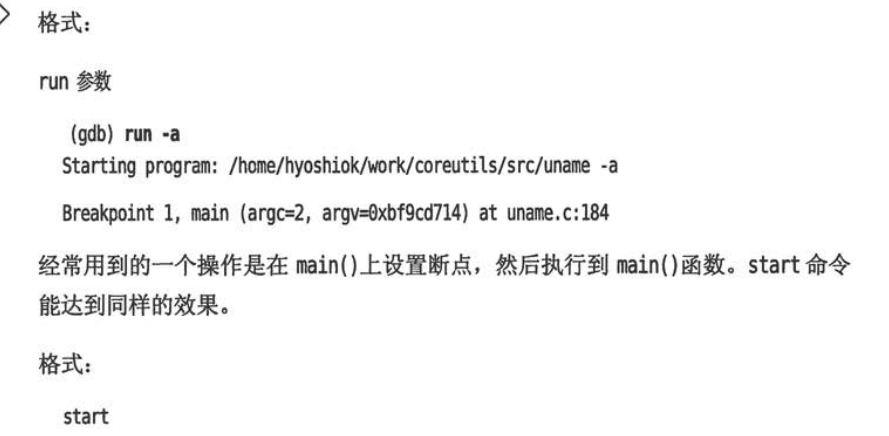 格式：
run 参数
(gdb) run -a
Starting program: /home/hyoshiok/work/coreutils/src/uname -a
Breakpoint 1, main (argc=2, argv=0xbf9cd714) at uname.c:184
经常用到的一个操作是在 main()上设置断点，然后执行到 main()函数。start 命令
能达到同样的效果。
格式：
start